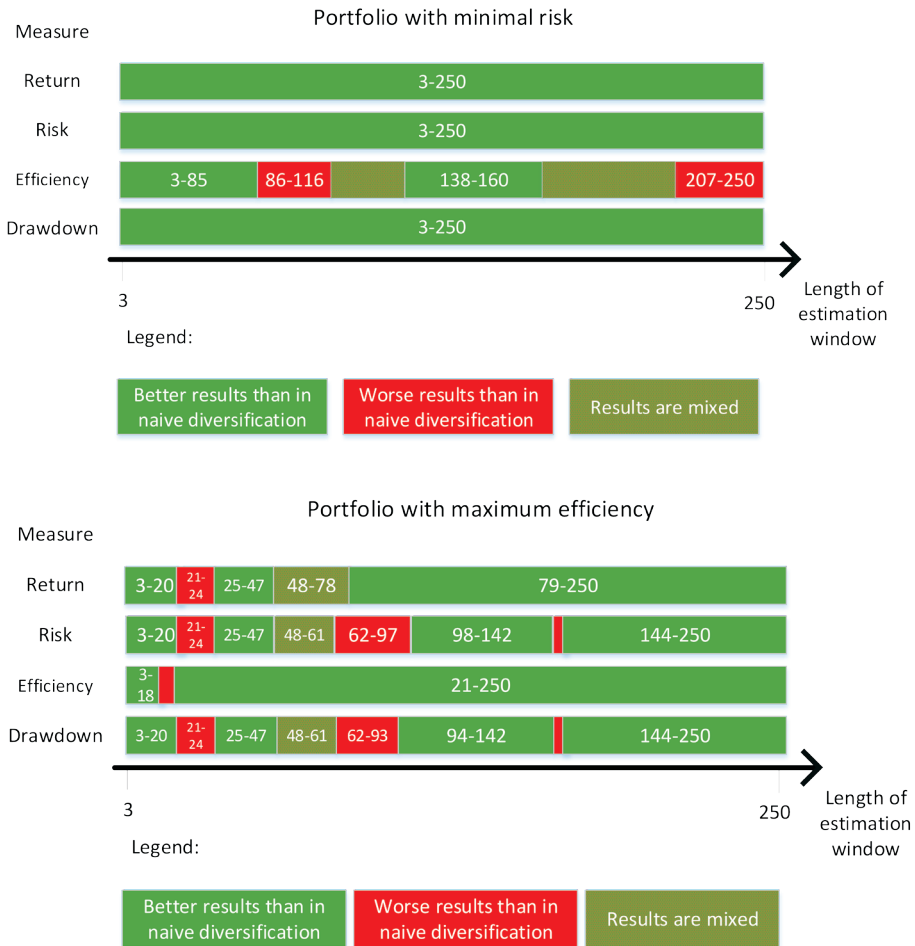 Portfolio with minimal risk
Measure
Return
3-250
Risk
3-250
Efficiency
3-85
86-116
138-160
207-250
Drawdown
3-250
3
250
Length of
estimation
window
Legend:
Better results than in
naive diversification
Worse results than in
naive diversification
Results are mixed
Portfolio with maximum efficiency
Measure
Return
3-20
21-
24
25-47
48-78
79-250
Risk
3-20
21-
24
25-47
48-61
62-97
98-142
144-250
Efficiency
3-
18
21-250
Drawdown
3-20
21-
24
25-47
48-61
62-93
94-142
144-250
3
250
Length of
estimation
window
Legend:
Better results than in
naive diversification
Worse results than in
naive diversification
Results are mixed